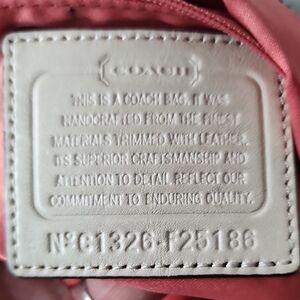 COACH
THIS IS A COACH BAG. IT WAS
HANDCRAFTED FROM THE FINEST
MATERIALS TRIMMED WITH LEATHER.
ITS SUPERIOR CRAFTSMANSHIP AND
ATTENTION TO DETAIL REFLECT OUR
COMMITMENT TO ENDURING QUALITY.
Nº C1326-F25186